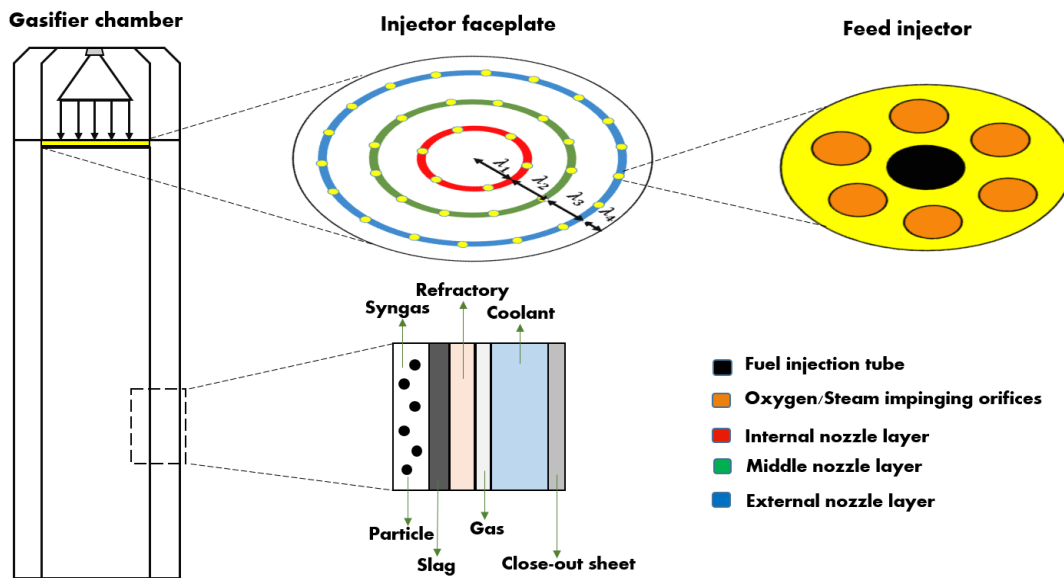 Gasifier chamber
Injector faceplate
Feed injector
λ1
λ2
λ3
λ4
Refractory
Syngas
Coolant
Particle
Gas
Slag
Close-out sheet
Fuel injection tube
Oxygen/Steam impinging orifices
Internal nozzle layer
Middle nozzle layer
External nozzle layer